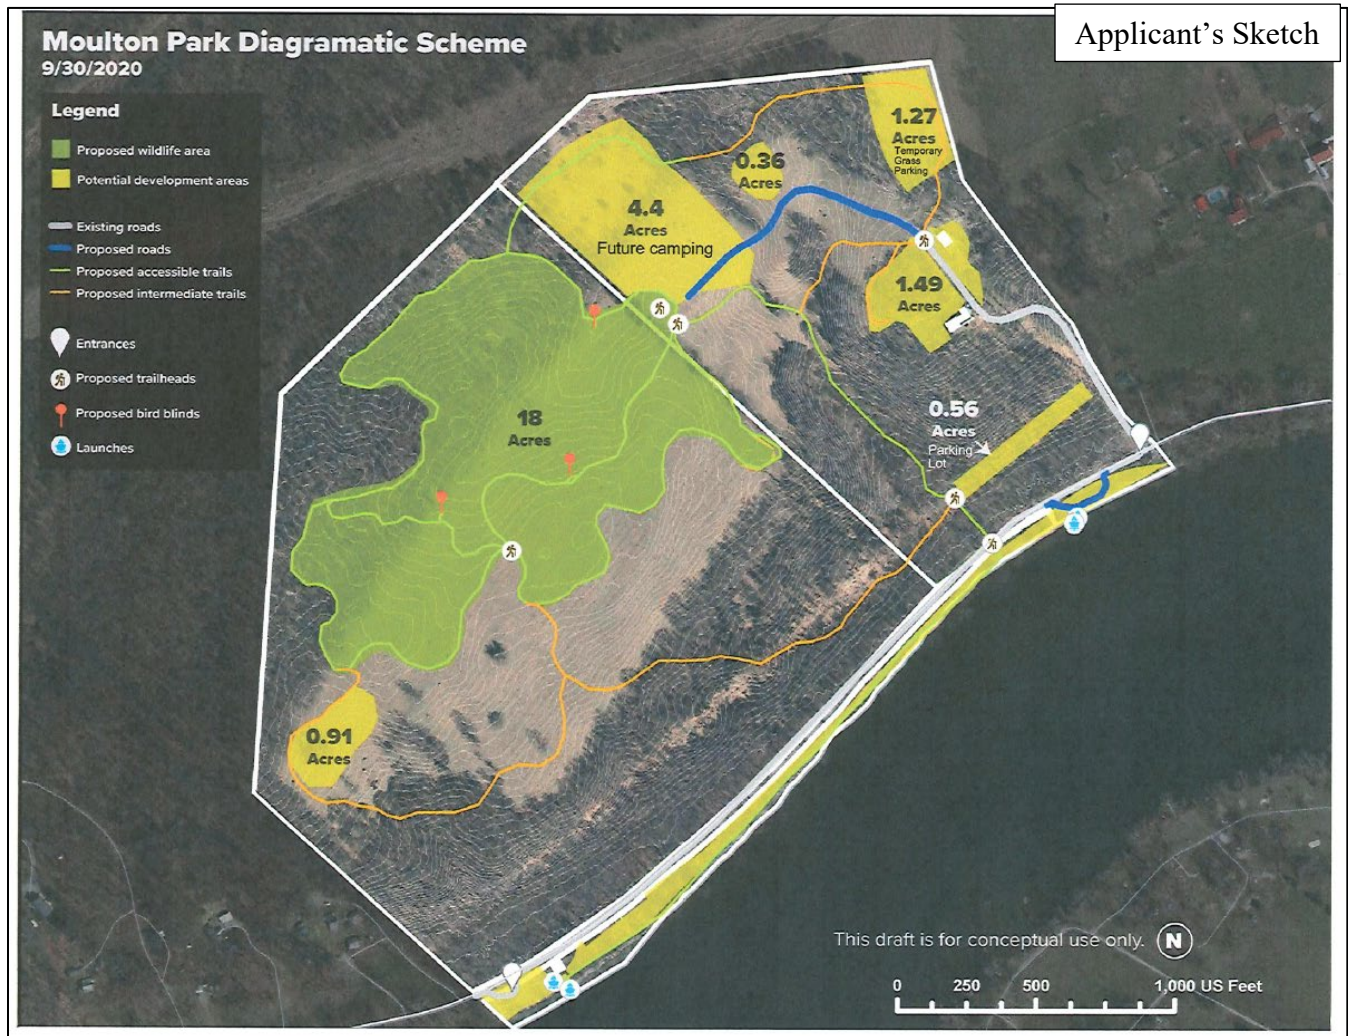 Applicant's Sketch
Moulton Park Diagramatic Scheme
9/30/2020
Legend
Proposed wildlife area
Potential development areas
Existing roads
Proposed roads
Proposed accessible trails
Proposed intermediate trails
Entrances
Proposed trailheads
Proposed bird blinds
Launches
1.27
Acres
Temporary
Grass
Parking
0.36
Acres
4.4
Acres
Future camping
1.49
Acres
18
Acres
0.56
Acres
Parking
Lot
0.91
Acres
This draft is for conceptual use only.
N
0 250 500 1,000 US Feet